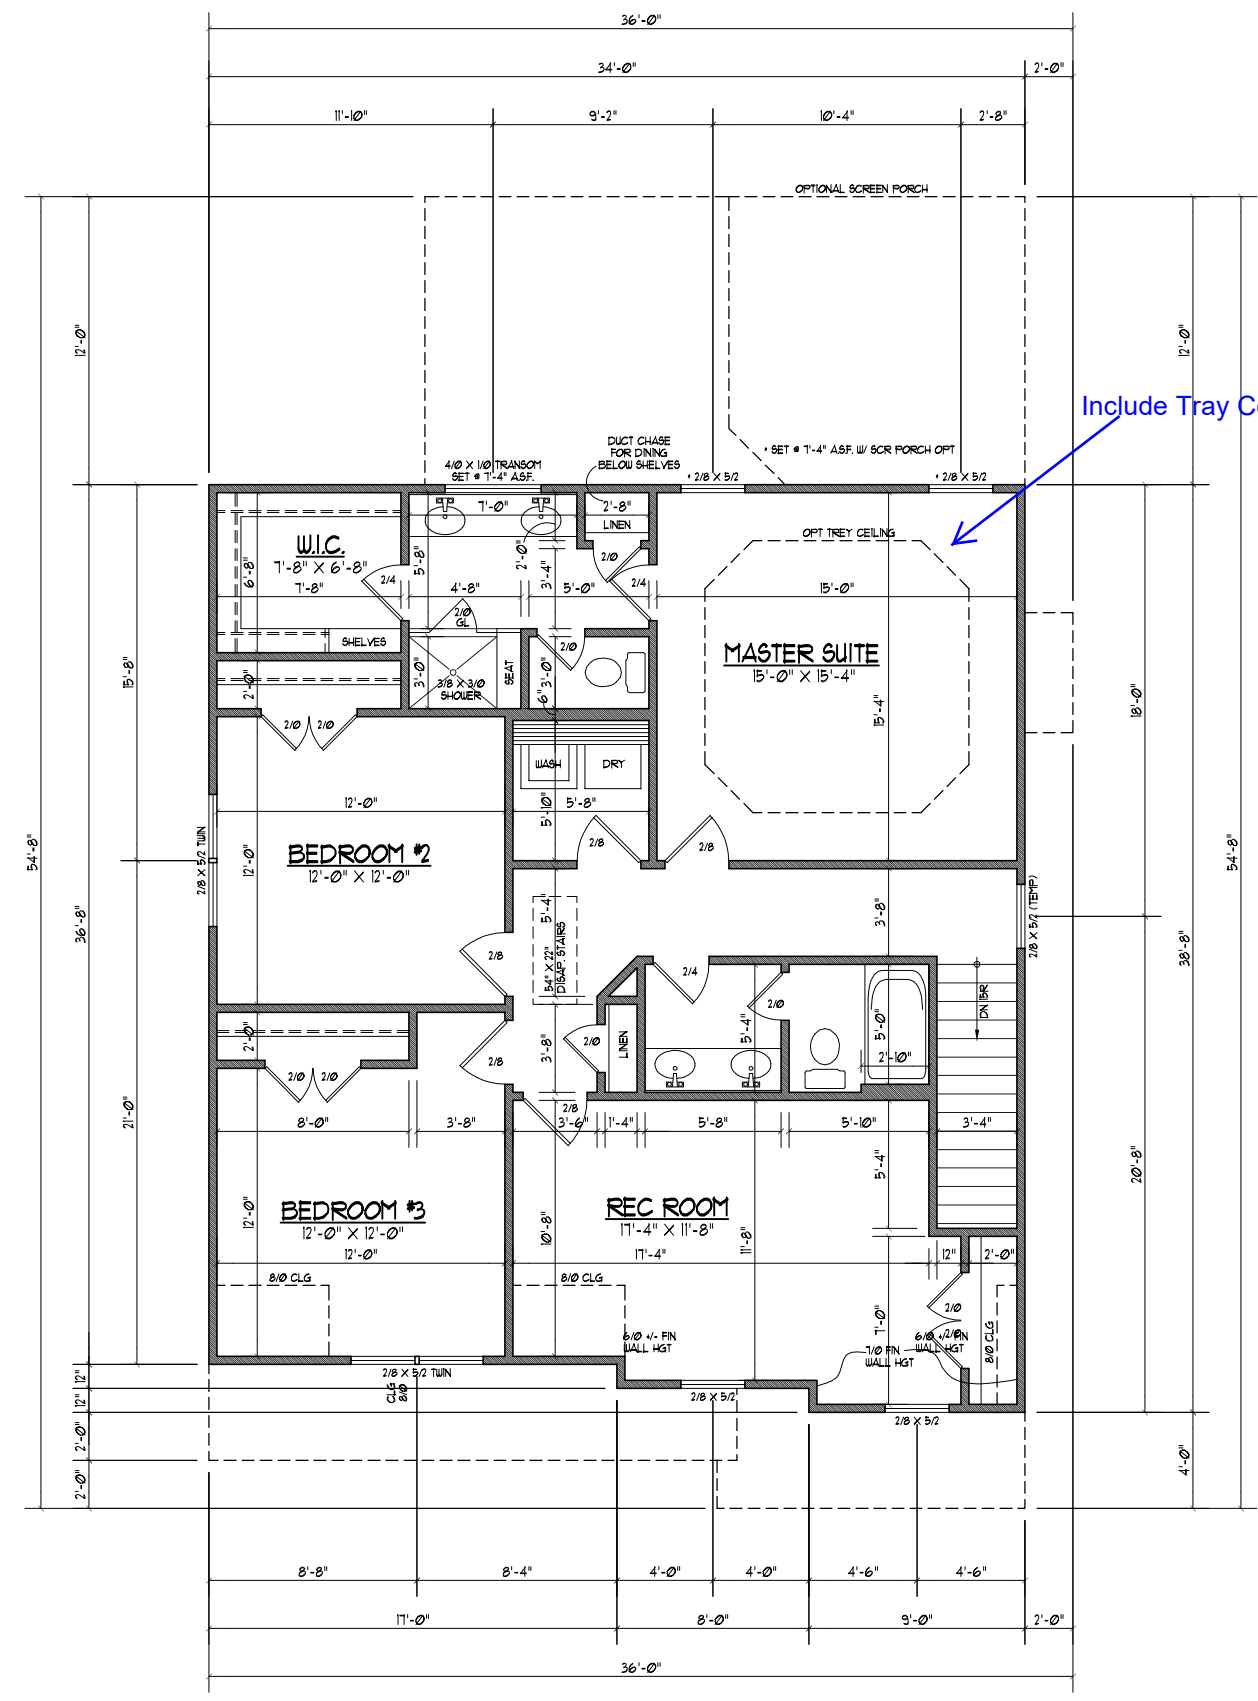 36'-0"
34'-0"
2'-0"
11'-10"
9'-2"
10'-4"
2'-8"
OPTIONAL SCREEN PORCH
12'-0"
12'-0"
Include Tray C
DUCT CHASE
FOR DINING
BELOW SHELVES
* SET @ 7'-4" A.S.F. W/ SCR PORCH OPT
4/0 X 1/0 TRANSOM
SET @ 7'-4" A.S.F.
* 2/8 X 5/2
* 2/8 X 5/2
7'-0"
2'-8"
LINEN
OPT TREY CEILING
W.I.C.
7'-8" X 6'-8"
6'-8"
7'-8"
5'-8"
2'-0"
3'-4"
2/0
2/4
2/4
4'-8"
5'-0"
15'-0"
2/0
GL
SHELVES
2/0
MASTER SUITE
15'-0" X 15'-4"
15'-8"
2'-0"
3'-0"
3/8 X 3/0
SHOWER
SEAT
3'-0"
6"
15'-4"
18'-0"
2/0
2/0
WASH
DRY
12'-0"
5'-10"
5'-8"
2/8 X 5/2 TWIN
BEDROOM #2
12'-0" X 12'-0"
12'-0"
2/8
2/8
54'-8"
54'-8"
36'-8"
38'-8"
5'-4"
3'-8"
2/8 X 5/2 (TEMP)
2/8
54" X 22"
DISAP. STAIRS
2/4
2/0
DN 15R
2'-0"
2/8
3'-8"
2/0
LINEN
5'-4"
5'-0"
2'-10"
2/0
2/0
2/8
21'-0"
8'-0"
3'-8"
3'-6"
1'-4"
5'-8"
5'-10"
3'-4"
5'-4"
20'-8"
BEDROOM #3
12'-0" X 12'-0"
12'-0"
12'-0"
REC ROOM
17'-4" X 11'-8"
17'-4"
10'-8"
11'-8"
12"
2'-0"
8/0 CLG
8/0 CLG
2/0
2/0
7'-0"
8/0 CLG
6/0 +/- FIN
WALL HGT
7/0 FIN
WALL HGT
6/0 +/- FIN
WALL HGT
2/8 X 5/2 TWIN
CLG
8/0
2/8 X 5/2
2/8 X 5/2
12"
12"
2'-0"
2'-0"
4'-0"
8'-8"
8'-4"
4'-0"
4'-0"
4'-6"
4'-6"
17'-0"
8'-0"
9'-0"
2'-0"
36'-0"